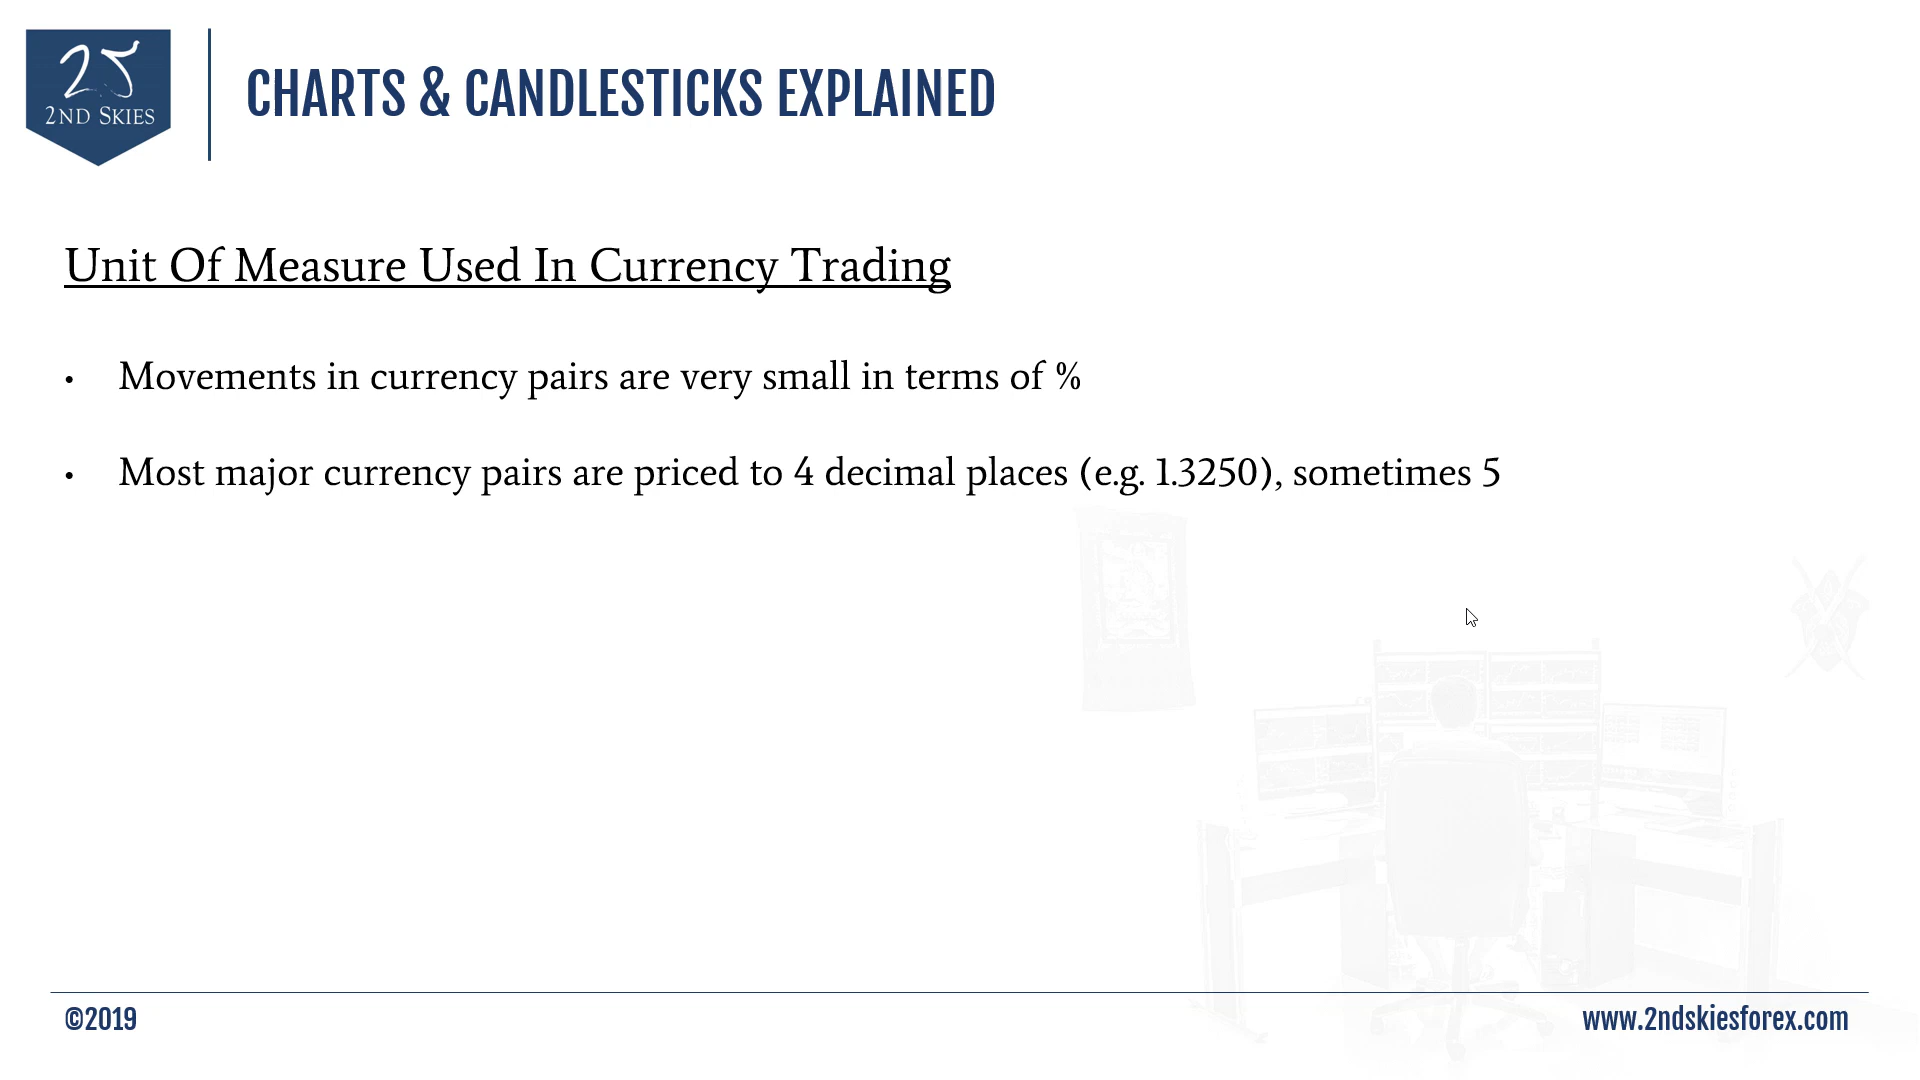 2ND SKIES
CHARTS & CANDLESTICKS EXPLAINED
Unit Of Measure Used In Currency Trading
• Movements in currency pairs are very small in terms of %
• Most major currency pairs are priced to 4 decimal places (e.g. 1.3250), sometimes 5
©2019
www.2ndskiesforex.com